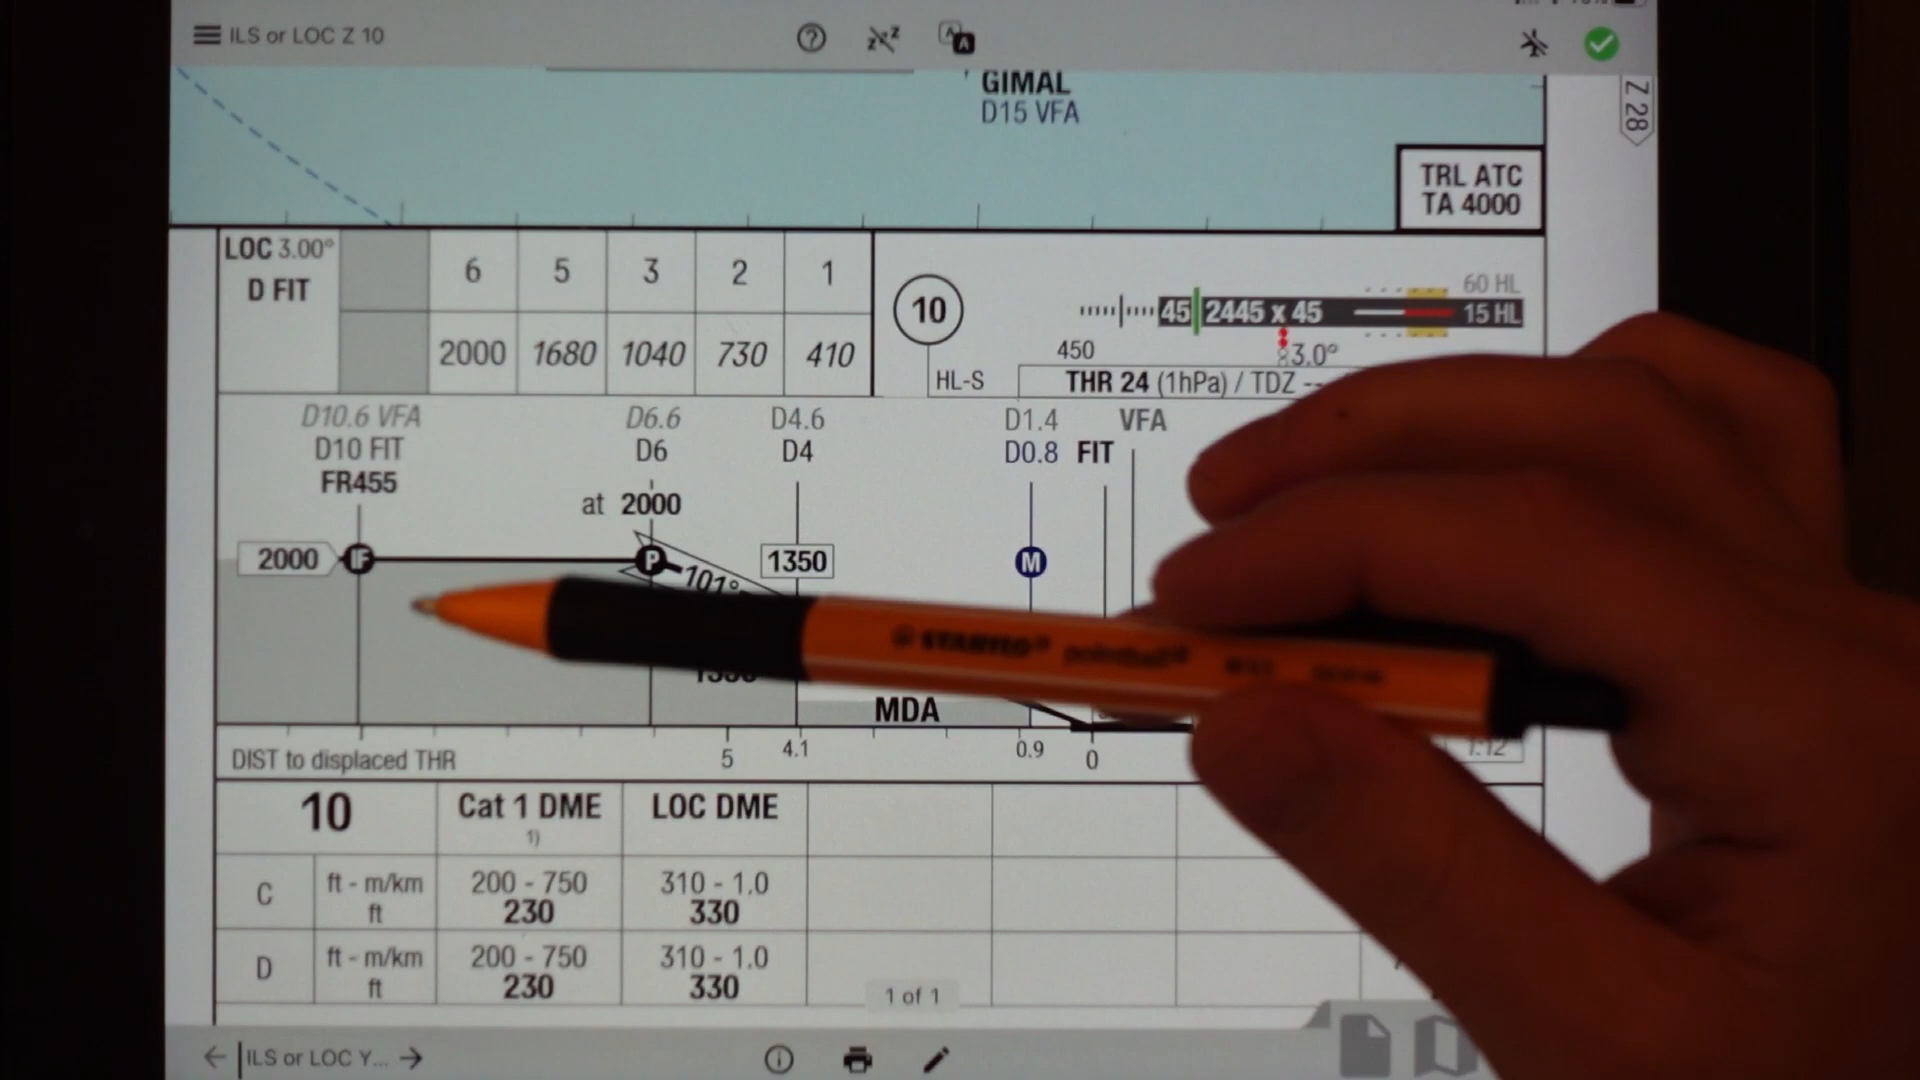 ILS or LOC Z 10
GIMAL
D15 VFA
Z 28
TRL ATC
TA 4000
LOC 3.00°
D FIT
6 5 3 2 1
2000 1680 1040 730 410
10
HL-S
45 2445 x 45
60 HL
15 HL
450
3.0°
THR 24 (1hPa) / TDZ --
D10.6 VFA D6.6 D4.6 D1.4 VFA
D10 FIT D6 D4 D0.8 FIT
FR455
at 2000
2000 IF P 1350 M
101°
STABILO
MDA
DIST to displaced THR
5 4.1 0.9 0
1:12
10 Cat 1 DME LOC DME
1)
C ft - m/km 200 - 750 310 - 1.0
ft 230 330
D ft - m/km 200 - 750 310 - 1.0
ft 230 330
1 of 1
ILS or LOC Y...